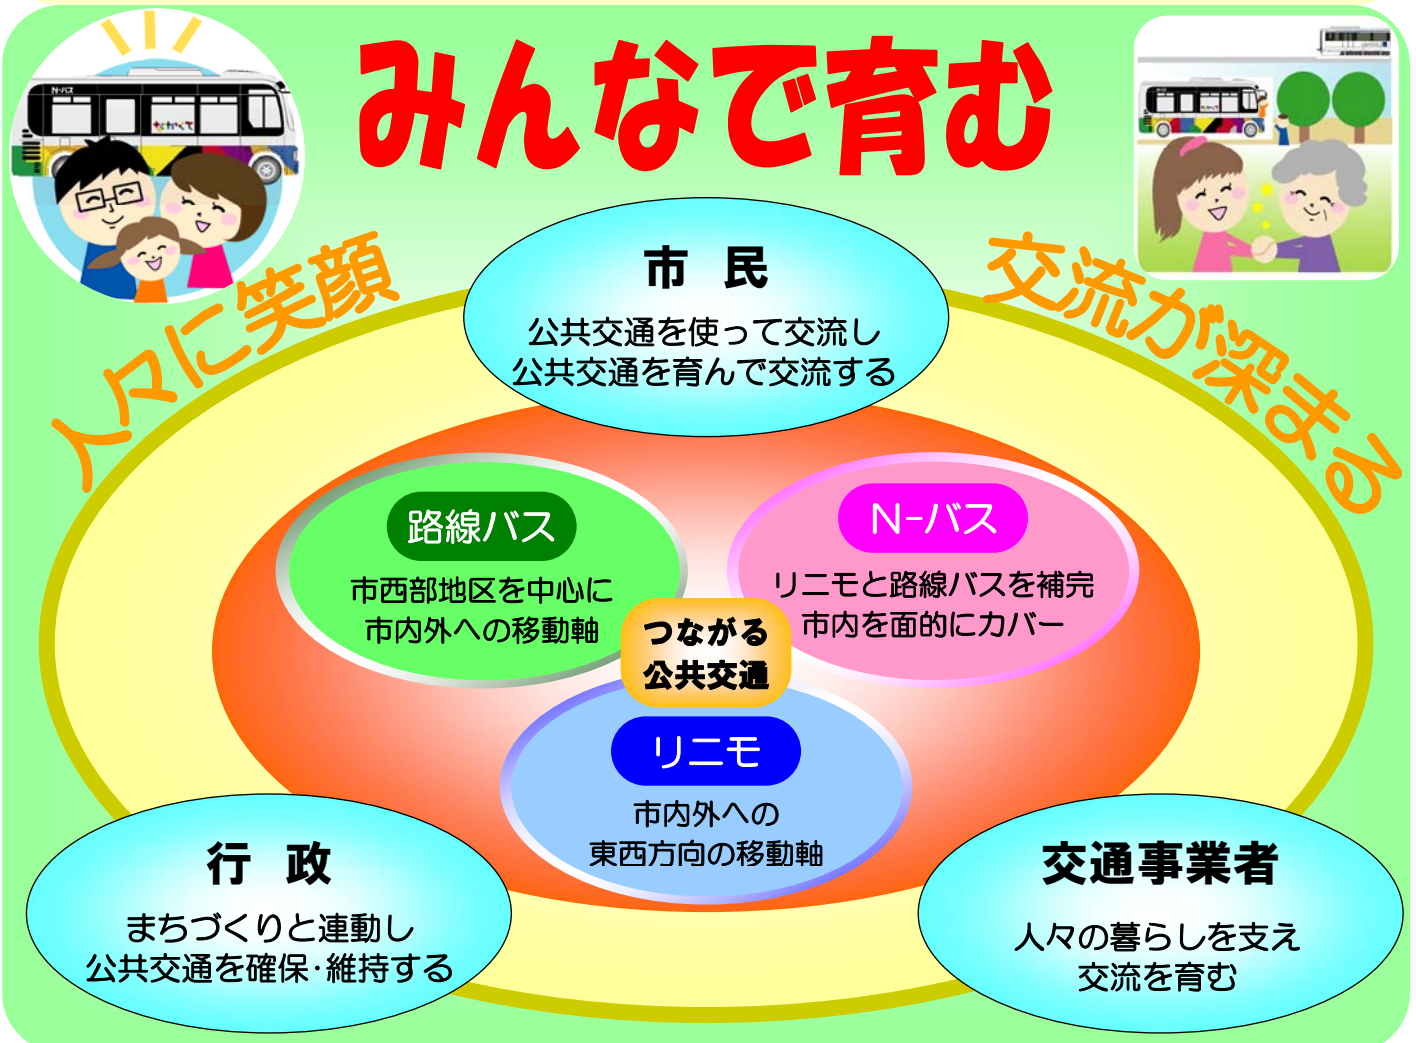 みんなで育む
N-バス
ながくて
人々に笑顔
交流が深まる
市 民
公共交通を使って交流し
公共交通を育んで交流する
路線バス
市西部地区を中心に
市内外への移動軸
N-バス
リニモと路線バスを補完
市内を面的にカバー
つながる
公共交通
リニモ
市内外への
東西方向の移動軸
行 政
まちづくりと連動し
公共交通を確保･維持する
交通事業者
人々の暮らしを支え
交流を育む